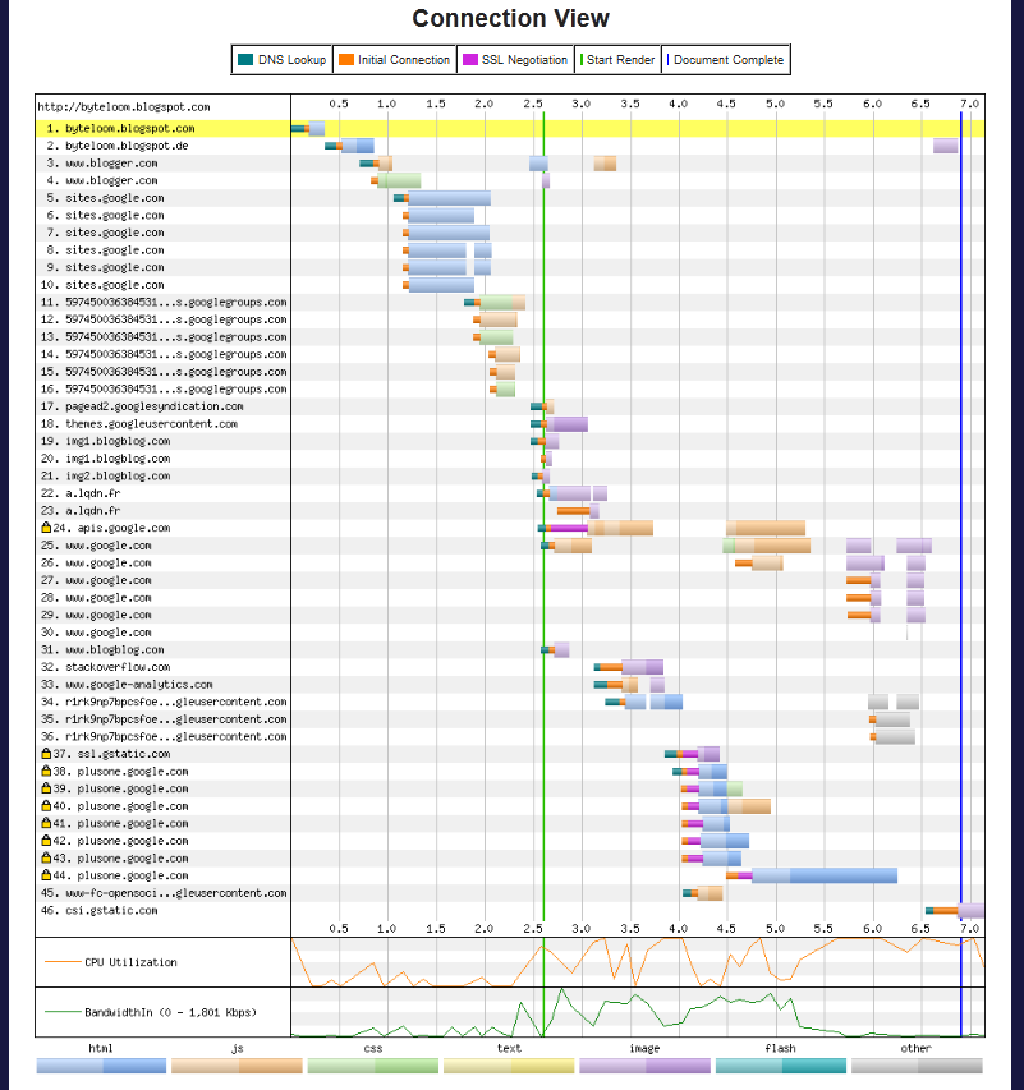 Connection View
DNS Lookup Initial Connection SSL Negotiation Start Render Document Complete
http://byteloom.blogspot.com 0.5 1.0 1.5 2.0 2.5 3.0 3.5 4.0 4.5 5.0 5.5 6.0 6.5 7.0
1. byteloom.blogspot.com
2. byteloom.blogspot.de
3. www.blogger.com
4. www.blogger.com
5. sites.google.com
6. sites.google.com
7. sites.google.com
8. sites.google.com
9. sites.google.com
10. sites.google.com
11. 597450036384531...s.googlegroups.com
12. 597450036384531...s.googlegroups.com
13. 597450036384531...s.googlegroups.com
14. 597450036384531...s.googlegroups.com
15. 597450036384531...s.googlegroups.com
16. 597450036384531...s.googlegroups.com
17. pagead2.googlesyndication.com
18. themes.googleusercontent.com
19. img1.blogblog.com
20. img1.blogblog.com
21. img2.blogblog.com
22. a.lqdn.fr
23. a.lqdn.fr
24. apis.google.com
25. www.google.com
26. www.google.com
27. www.google.com
28. www.google.com
29. www.google.com
30. www.google.com
31. www.blogblog.com
32. stackoverflow.com
33. www.google-analytics.com
34. r1rk9np7bpcsfoe...gleusercontent.com
35. r1rk9np7bpcsfoe...gleusercontent.com
36. r1rk9np7bpcsfoe...gleusercontent.com
37. ssl.gstatic.com
38. plusone.google.com
39. plusone.google.com
40. plusone.google.com
41. plusone.google.com
42. plusone.google.com
43. plusone.google.com
44. plusone.google.com
45. www-fc-opensoci...gleusercontent.com
46. csi.gstatic.com
0.5 1.0 1.5 2.0 2.5 3.0 3.5 4.0 4.5 5.0 5.5 6.0 6.5 7.0
CPU Utilization
BandwidthIn (0 - 1,801 Kbps)
html js css text image flash other